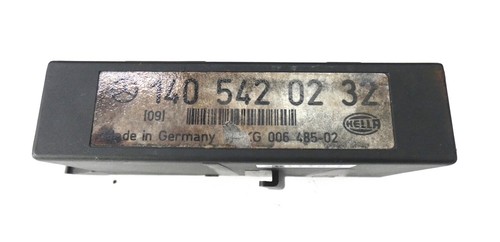 140 542 02 32
[09]
Made in Germany G 006 485-02 HELLA